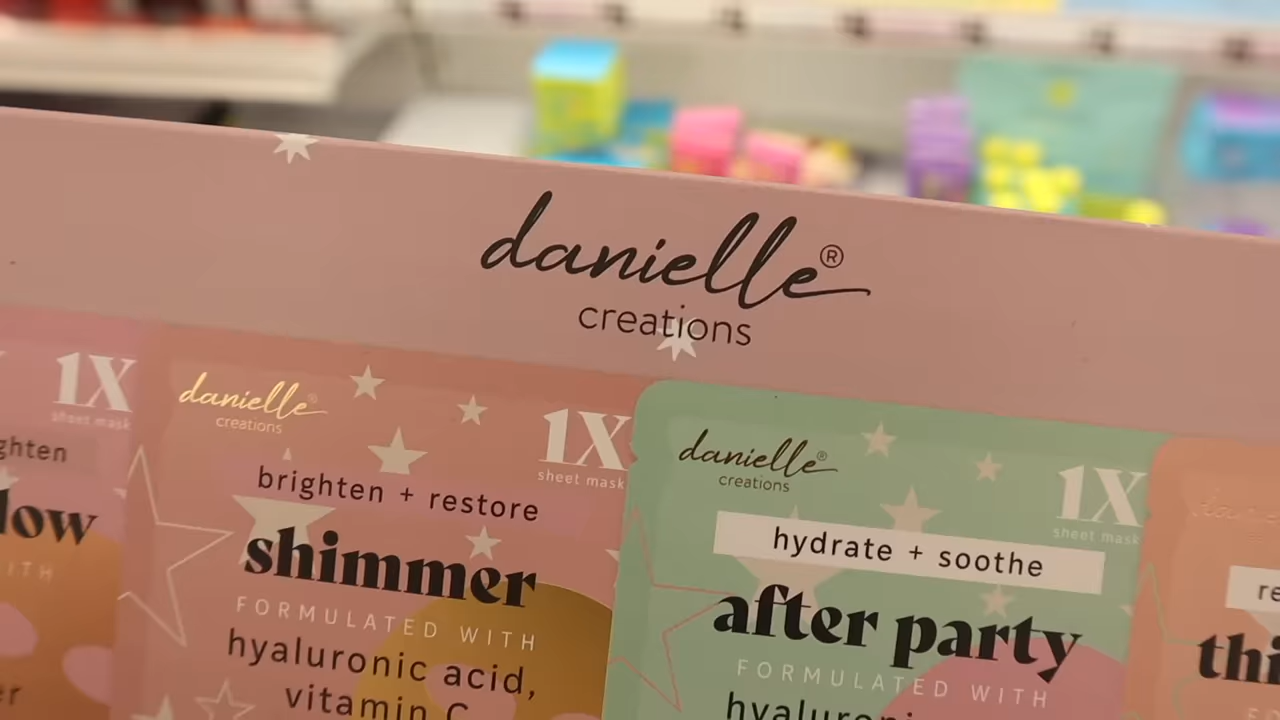 danielle®
creations
1X
sheet mask
low
danielle®
creations
1X
sheet mask
brighten + restore
shimmer
FORMULATED WITH
hyaluronic acid,
vitamin C
danielle®
creations
1X
sheet mask
hydrate + soothe
after party
FORMULATED WITH